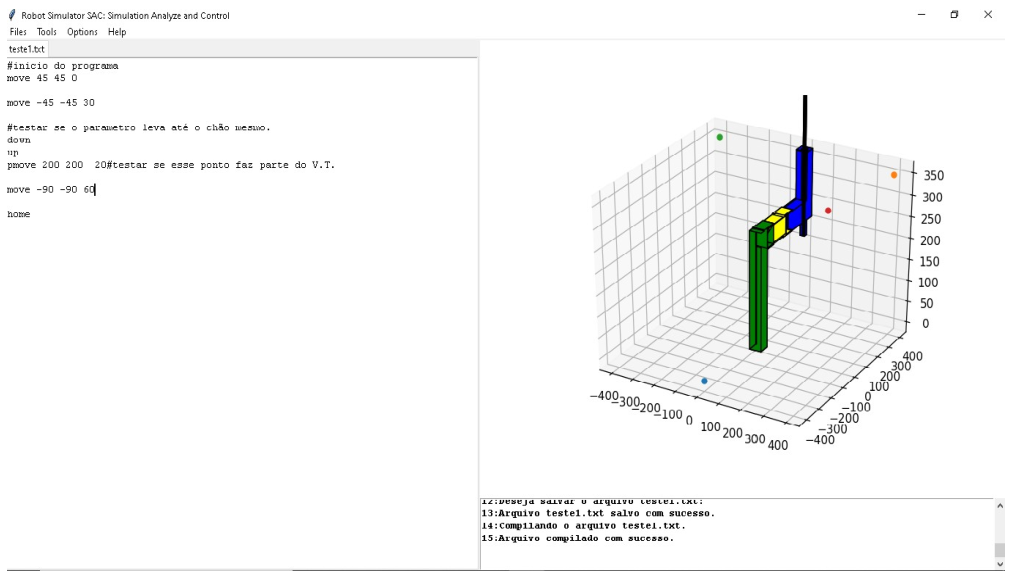 Robot Simulator SAC: Simulation Analyze and Control
Files Tools Options Help
teste1.txt
#inicio do programa
move 45 45 0
move -45 -45 30
#testar se o parametro leva até o chão mesmo.
down
up
pmove 200 200  20#testar se esse ponto faz parte do V.T.
move -90 -90 60
home
350
300
250
200
150
100
50
0
400
300
200
100
0
−100
−200
−300
−400
−400
−300
−200
−100
0
100
200
300
400
12:Deseja salvar o arquivo teste1.txt:
13:Arquivo teste1.txt salvo com sucesso.
14:Compilando o arquivo teste1.txt.
15:Arquivo compilado com sucesso.